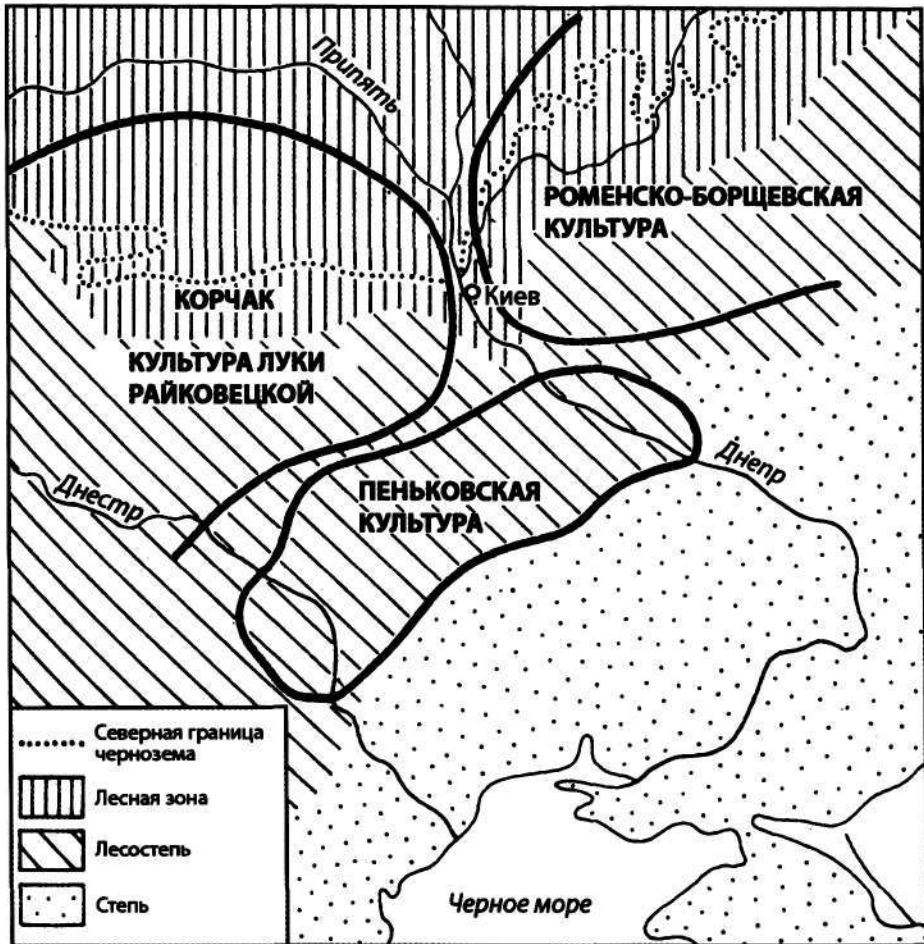 Припять
РОМЕНСКО-БОРЩЕВСКАЯ
КУЛЬТУРА
Киев
КОРЧАК
КУЛЬТУРА ЛУКИ
РАЙКОВЕЦКОЙ
Днестр
ПЕНЬКОВСКАЯ
КУЛЬТУРА
Днепр
Северная граница
чернозема
Лесная зона
Лесостепь
Степь
Черное море